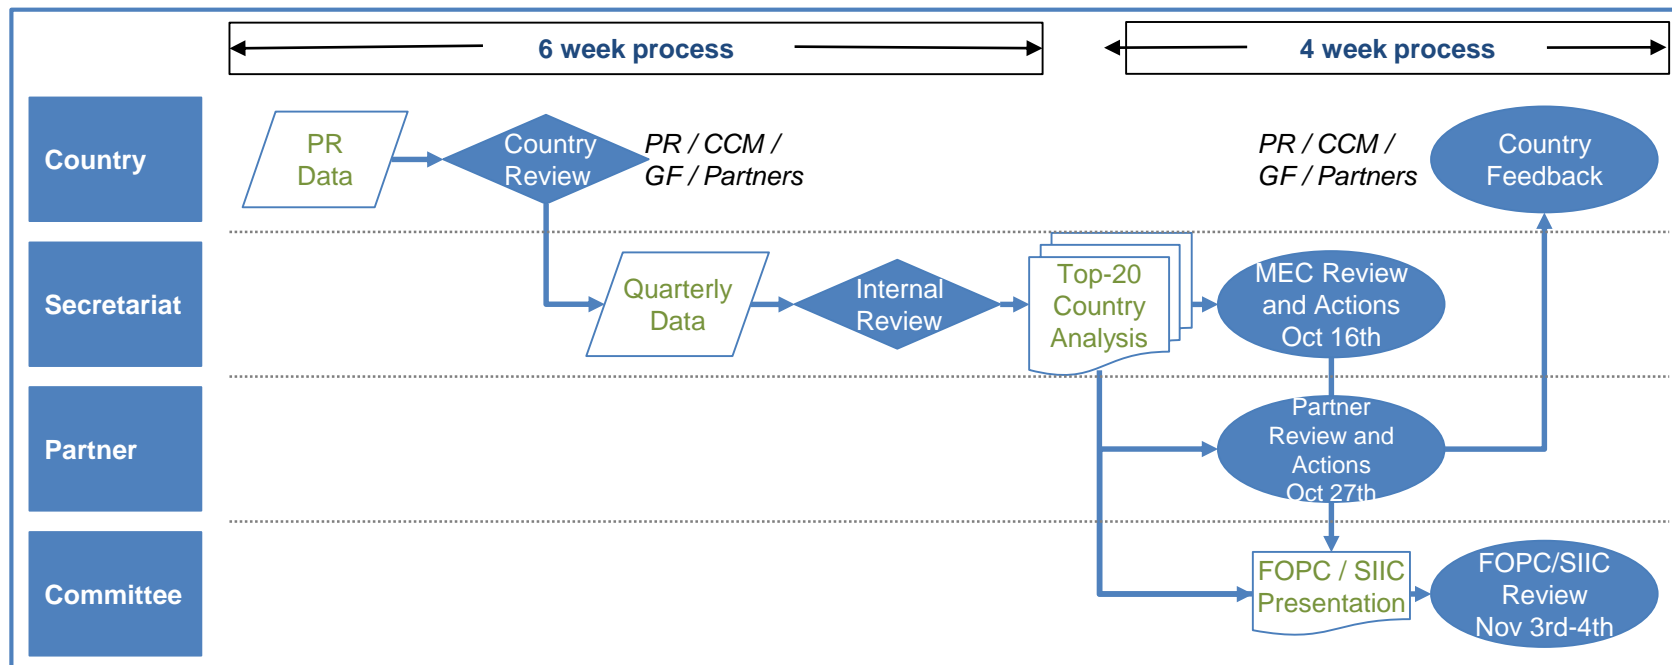 6 week process
4 week process
Country
PR
Data
Country
Review
PR / CCM /
GF / Partners
PR / CCM /
GF / Partners
Country
Feedback
Secretariat
Quarterly
Data
Internal
Review
Top-20
Country
Analysis
MEC Review
and Actions
Oct 16th
Partner
Partner
Review and
Actions
Oct 27th
Committee
FOPC / SIIC
Presentation
FOPC/SIIC
Review
Nov 3rd-4th